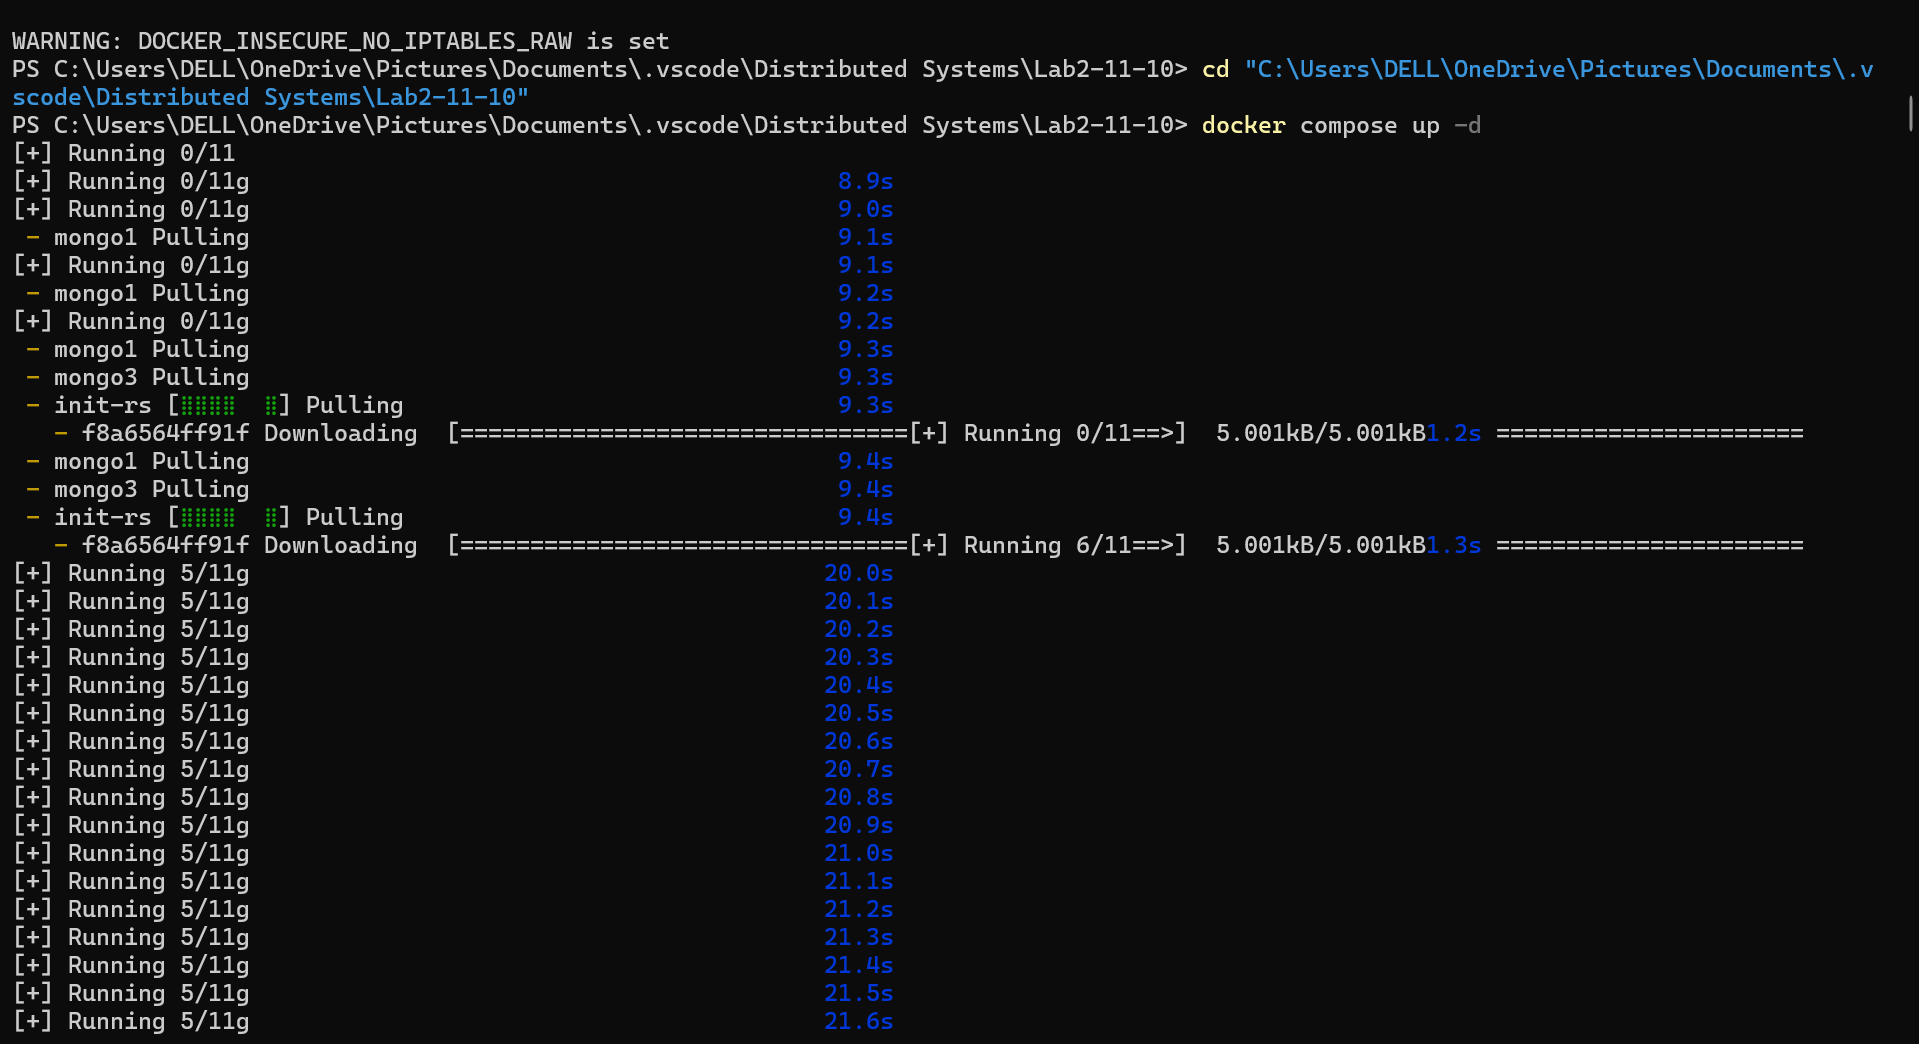 WARNING: DOCKER_INSECURE_NO_IPTABLES_RAW is set
PS C:\Users\DELL\OneDrive\Pictures\Documents\.vscode\Distributed Systems\Lab2-11-10> cd "C:\Users\DELL\OneDrive\Pictures\Documents\.v
scode\Distributed Systems\Lab2-11-10"
PS C:\Users\DELL\OneDrive\Pictures\Documents\.vscode\Distributed Systems\Lab2-11-10> docker compose up -d
[+] Running 0/11
[+] Running 0/11g 8.9s
[+] Running 0/11g 9.0s
- mongo1 Pulling 9.1s
[+] Running 0/11g 9.1s
- mongo1 Pulling 9.2s
[+] Running 0/11g 9.2s
- mongo1 Pulling 9.3s
- mongo3 Pulling 9.3s
- init-rs [⣿⣿⣿⣿  ⣿] Pulling 9.3s
- f8a6564ff91f Downloading [================================[+] Running 0/11==>] 5.001kB/5.001kB1.2s ======================
- mongo1 Pulling 9.4s
- mongo3 Pulling 9.4s
- init-rs [⣿⣿⣿⣿  ⣿] Pulling 9.4s
- f8a6564ff91f Downloading [================================[+] Running 6/11==>] 5.001kB/5.001kB1.3s ======================
[+] Running 5/11g 20.0s
[+] Running 5/11g 20.1s
[+] Running 5/11g 20.2s
[+] Running 5/11g 20.3s
[+] Running 5/11g 20.4s
[+] Running 5/11g 20.5s
[+] Running 5/11g 20.6s
[+] Running 5/11g 20.7s
[+] Running 5/11g 20.8s
[+] Running 5/11g 20.9s
[+] Running 5/11g 21.0s
[+] Running 5/11g 21.1s
[+] Running 5/11g 21.2s
[+] Running 5/11g 21.3s
[+] Running 5/11g 21.4s
[+] Running 5/11g 21.5s
[+] Running 5/11g 21.6s